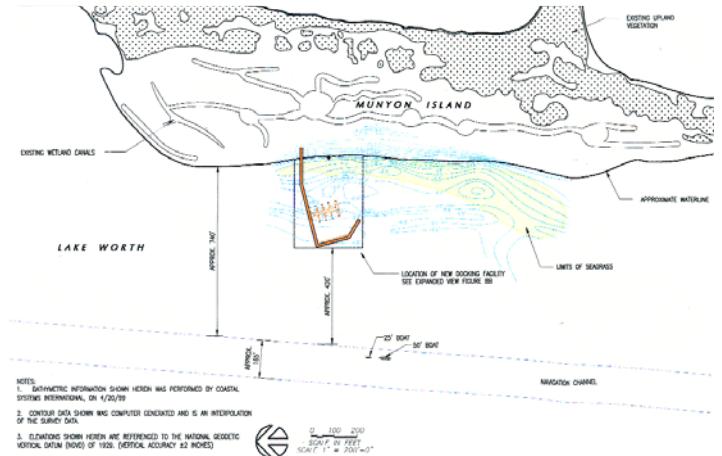 EXISTING UPLAND
VEGETATION
MUNYON ISLAND
EXISTING WETLAND CANALS
APPROXIMATE WATERLINE
LAKE WORTH
APPROX. 740'
LOCATION OF NEW DOCKING FACILITY
SEE EXPANDED VIEW FIGURE 8B
LIMITS OF SEAGRASS
APPROX. 420'
25' BOAT
50' BOAT
APPROX.
185'
NAVIGATION CHANNEL
NOTES:
1. BATHYMETRIC INFORMATION SHOWN HEREIN WAS PERFORMED BY COASTAL
SYSTEMS INTERNATIONAL, ON 4/20/99
2. CONTOUR DATA SHOWN WAS COMPUTER GENERATED AND IS AN INTERPOLATION
OF THE SURVEY DATA.
3. ELEVATIONS SHOWN HEREIN ARE REFERENCED TO THE NATIONAL GEODETIC
VERTICAL DATUM (NGVD) OF 1929. (VERTICAL ACCURACY ±2 INCHES)
0 100 200
SCALE IN FEET
SCALE 1" = 200'-0"